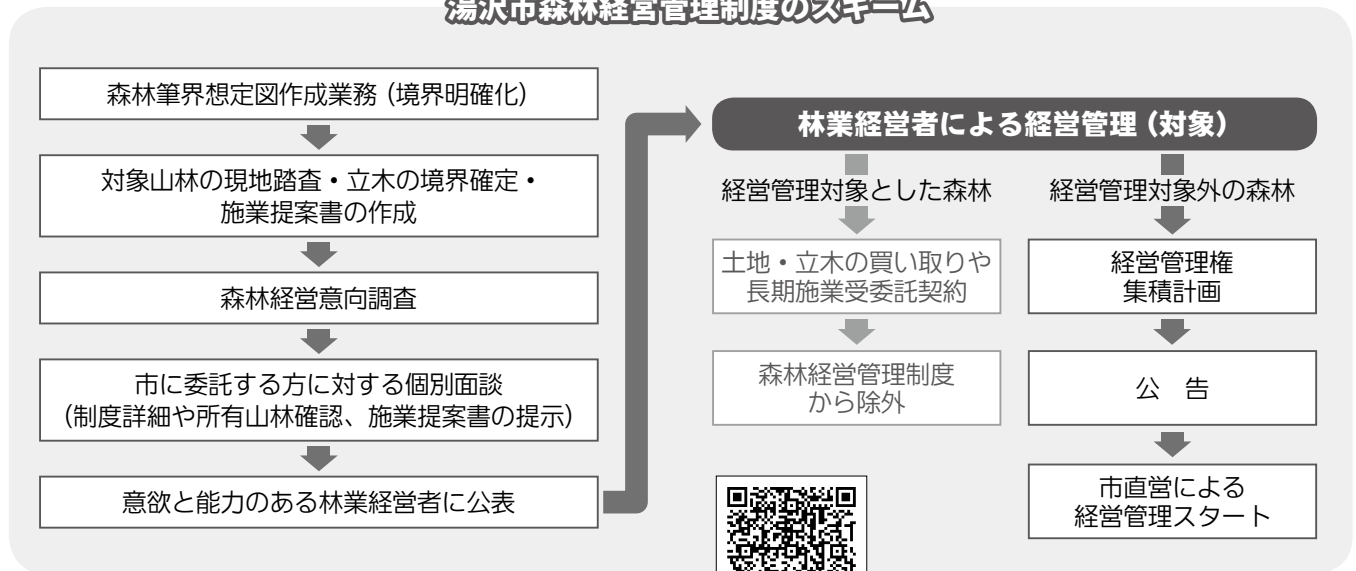 湯沢市森林経営管理制度のスキーム
森林筆界想定図作成業務（境界明確化）
対象山林の現地踏査・立木の境界確定・
施業提案書の作成
森林経営意向調査
市に委託する方に対する個別面談
（制度詳細や所有山林確認、施業提案書の提示）
意欲と能力のある林業経営者に公表
林業経営者による経営管理（対象）
経営管理対象とした森林
土地・立木の買い取りや
長期施業受委託契約
森林経営管理制度
から除外
経営管理対象外の森林
経営管理権
集積計画
公　告
市直営による
経営管理スタート